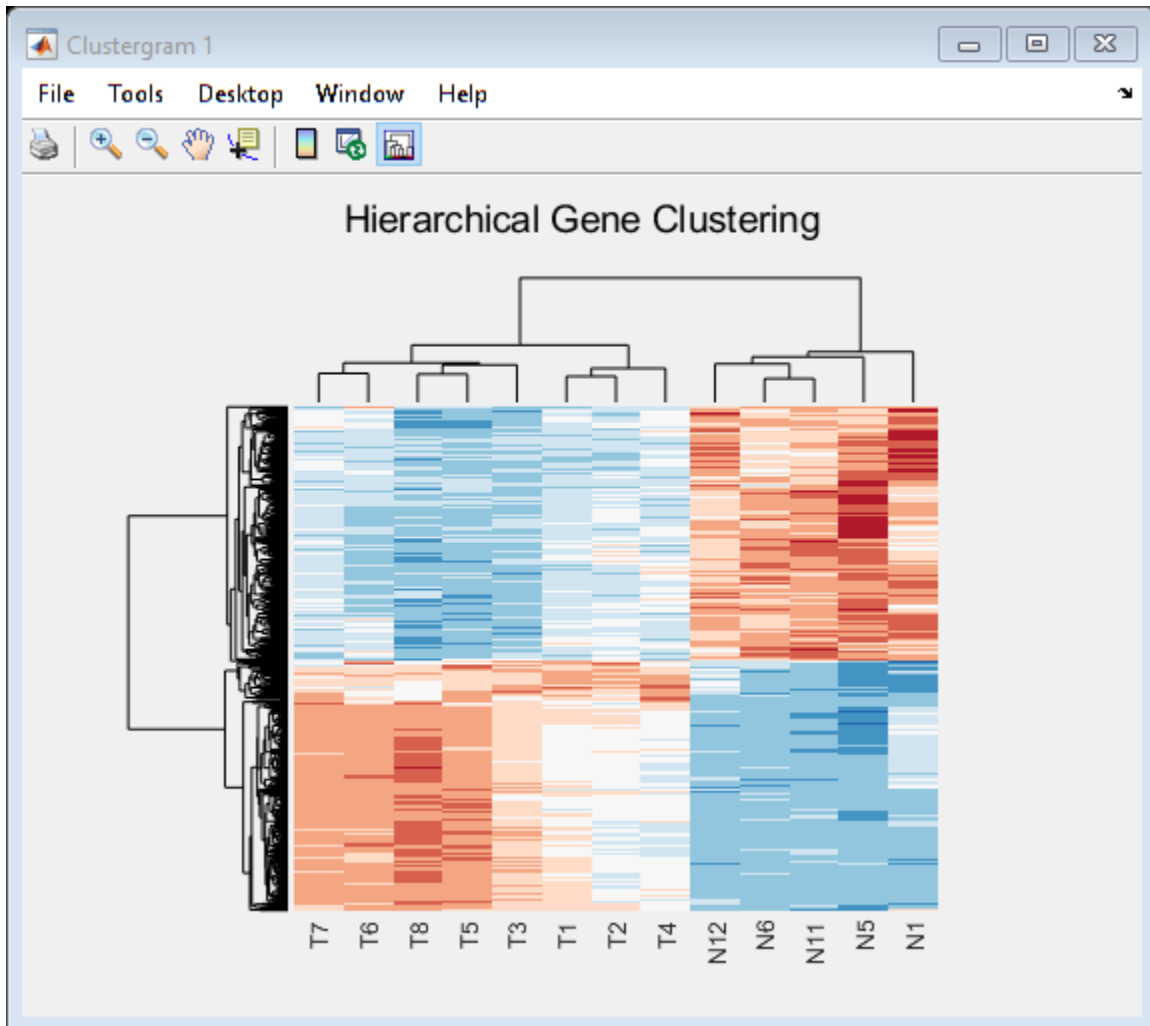 Clustergram 1
File Tools Desktop Window Help
Hierarchical Gene Clustering
T7 T6 T8 T5 T3 T1 T2 T4 N12 N6 N11 N5 N1